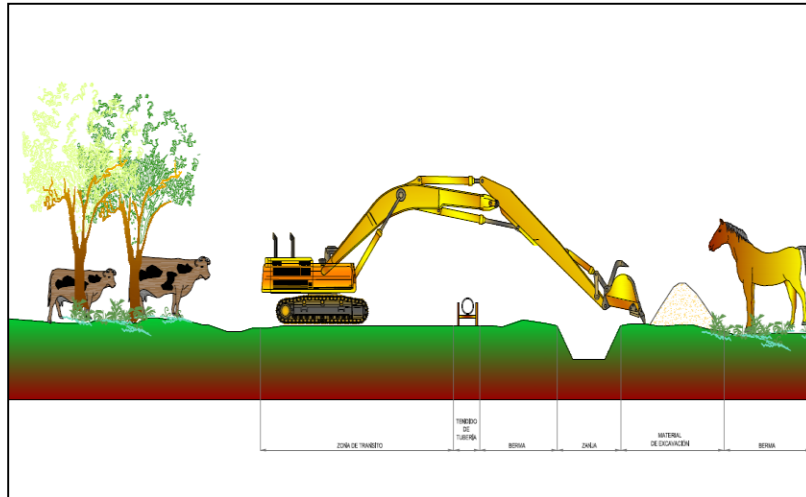 ZONA DE TRANSITO
TENDIDO
DE
TUBERÍA
BERMA
ZANJA
MATERIAL
DE EXCAVACIÓN
BERMA